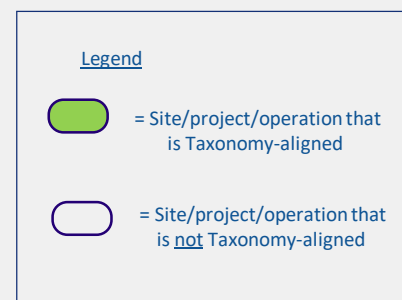 Legend
= Site/project/operation that
is Taxonomy-aligned
= Site/project/operation that
is not Taxonomy-aligned